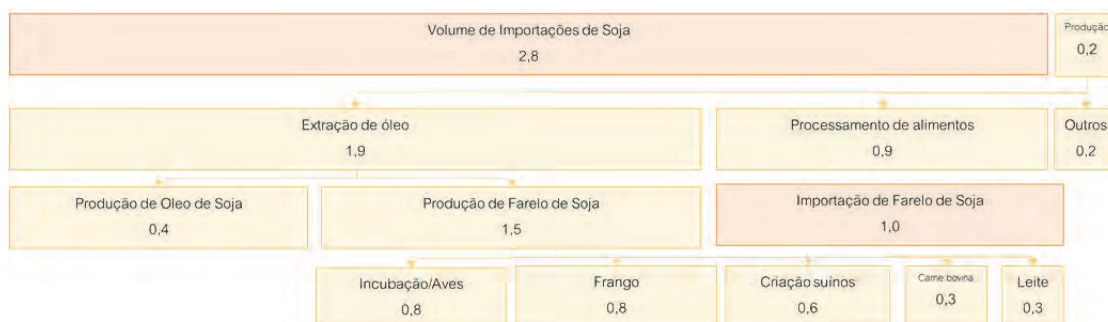 Volume de Importações de Soja
2,8
Produção
0,2
Extração de óleo
1,9
Processamento de alimentos
0,9
Outros
0,2
Produção de Oleo de Soja
0,4
Produção de Farelo de Soja
1,5
Importação de Farelo de Soja
1,0
Incubação/Aves
0,8
Frango
0,8
Criação suínos
0,6
Carne bovina
0,3
Leite
0,3